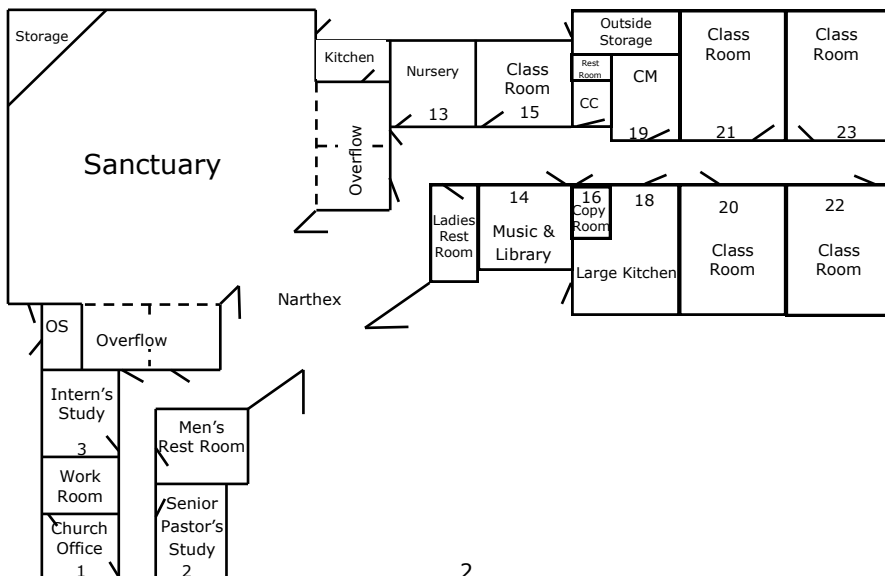 Storage
Sanctuary
Kitchen
Overflow
Nursery
13
Class
Room
15
Outside
Storage
Rest
Room
CC
CM
19
Class
Room
21
Class
Room
23
Ladies
Rest
Room
14
Music &
Library
16
Copy
Room
18
Large Kitchen
20
Class
Room
22
Class
Room
Narthex
OS
Overflow
Intern’s
Study
3
Work
Room
Church
Office
1
Men’s
Rest Room
Senior
Pastor’s
Study
2
2